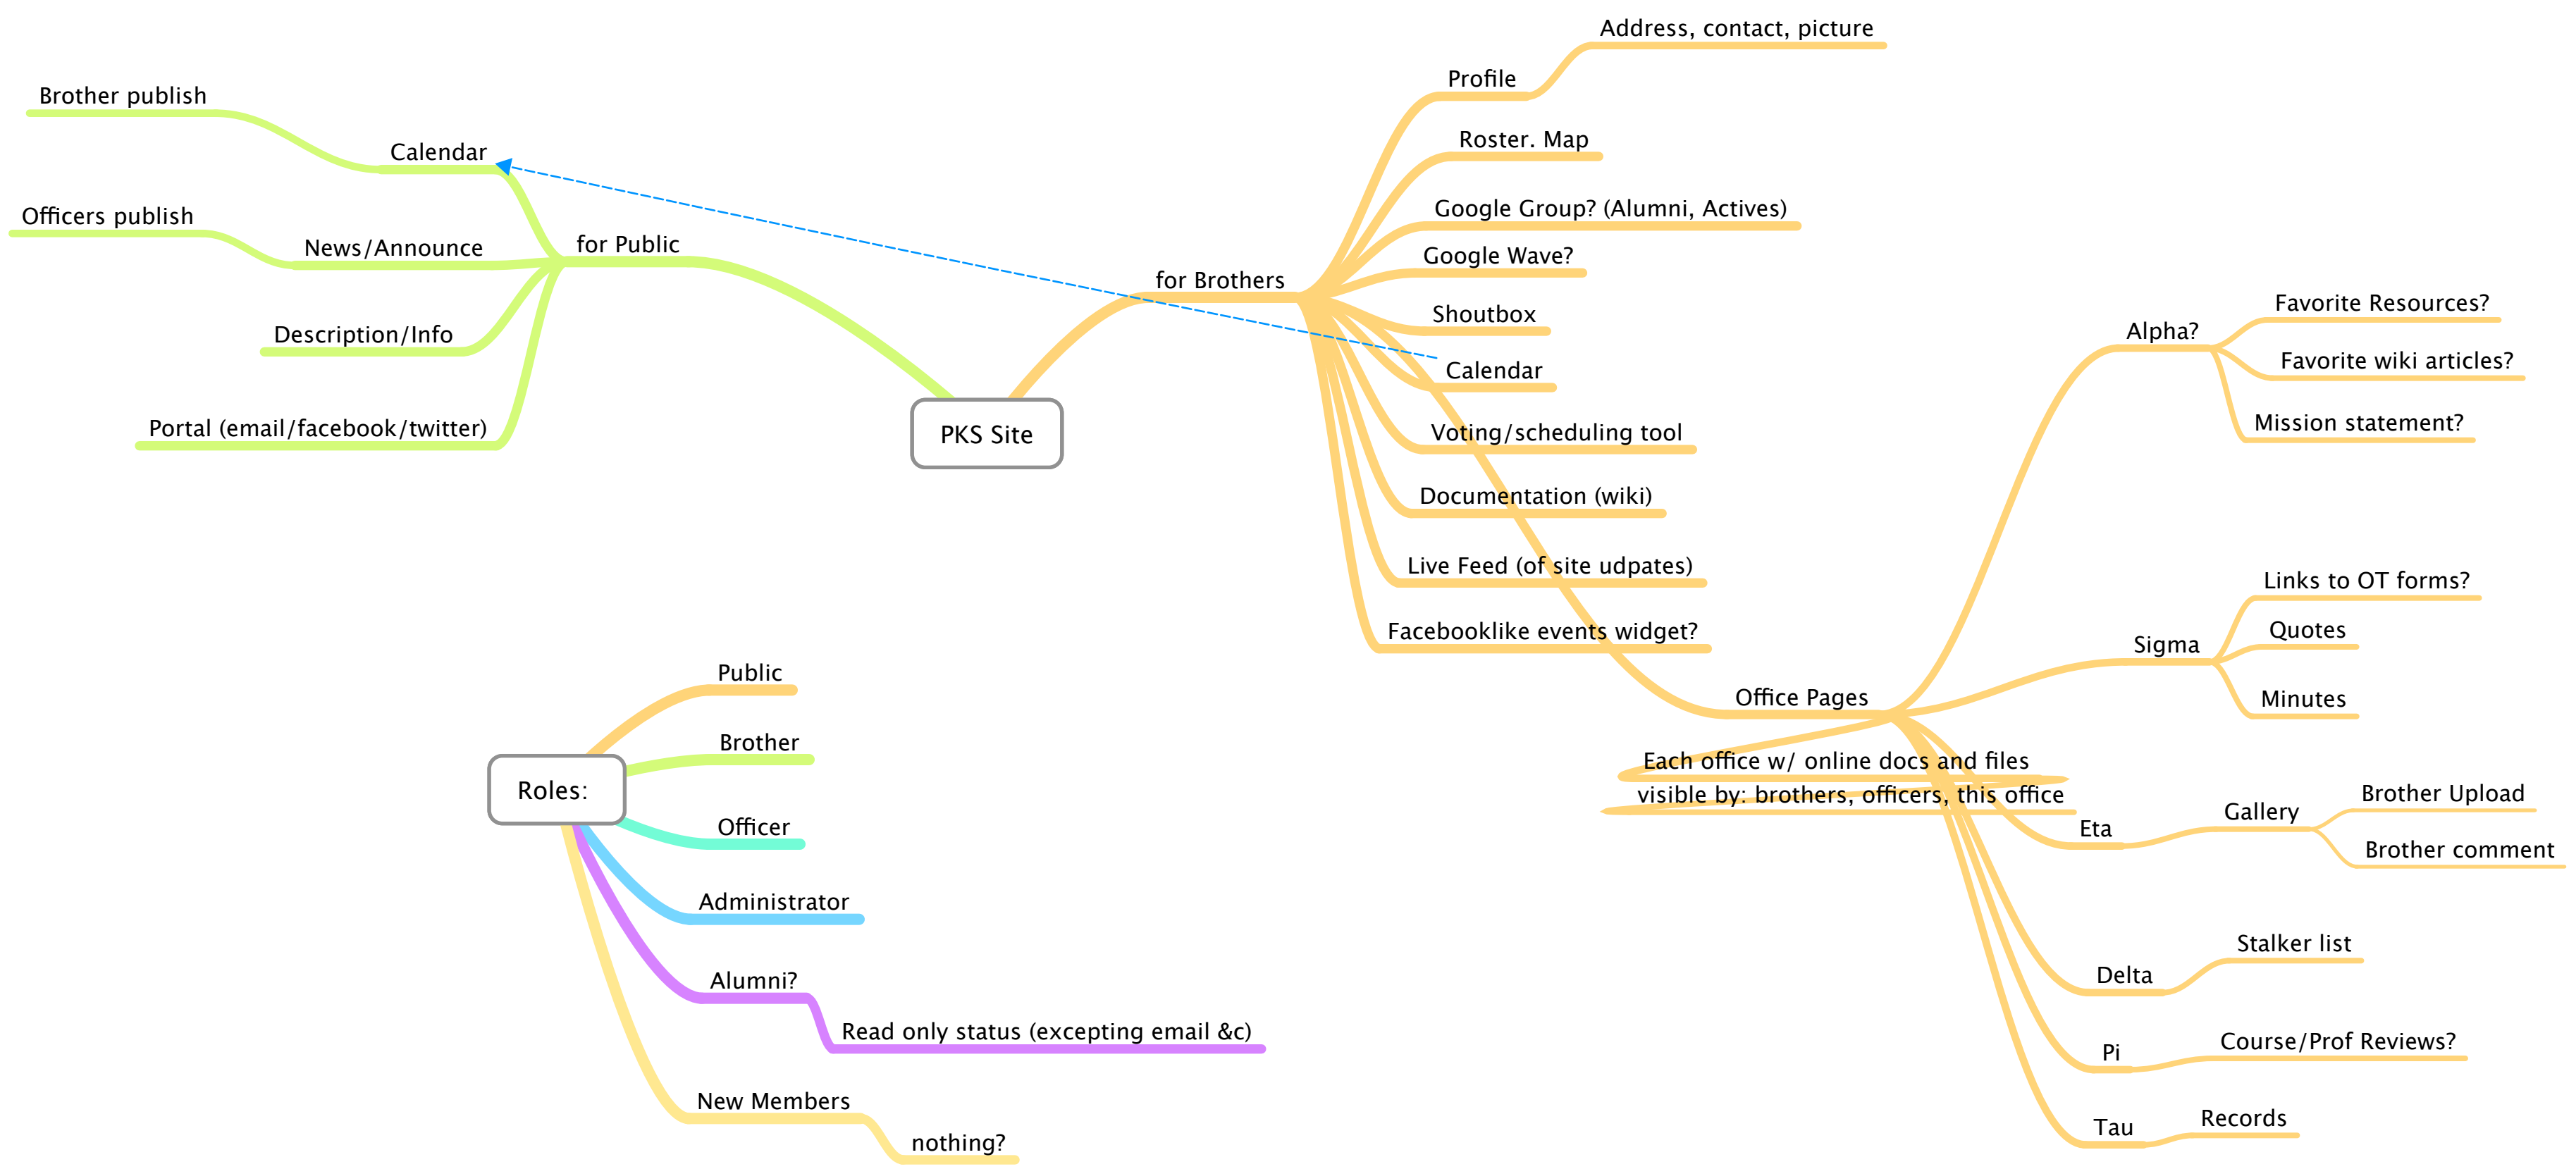 PKS Site
for Public
Calendar
Brother publish
News/Announce
Officers publish
Description/Info
Portal (email/facebook/twitter)
for Brothers
Profile
Address, contact, picture
Roster. Map
Google Group? (Alumni, Actives)
Google Wave?
Shoutbox
Calendar
Voting/scheduling tool
Documentation (wiki)
Live Feed (of site udpates)
Facebooklike events widget?
Office Pages
Each office w/ online docs and files
visible by: brothers, officers, this office
Alpha?
Favorite Resources?
Favorite wiki articles?
Mission statement?
Sigma
Links to OT forms?
Quotes
Minutes
Eta
Gallery
Brother Upload
Brother comment
Delta
Stalker list
Pi
Course/Prof Reviews?
Tau
Records
Roles:
Public
Brother
Officer
Administrator
Alumni?
Read only status (excepting email &c)
New Members
nothing?